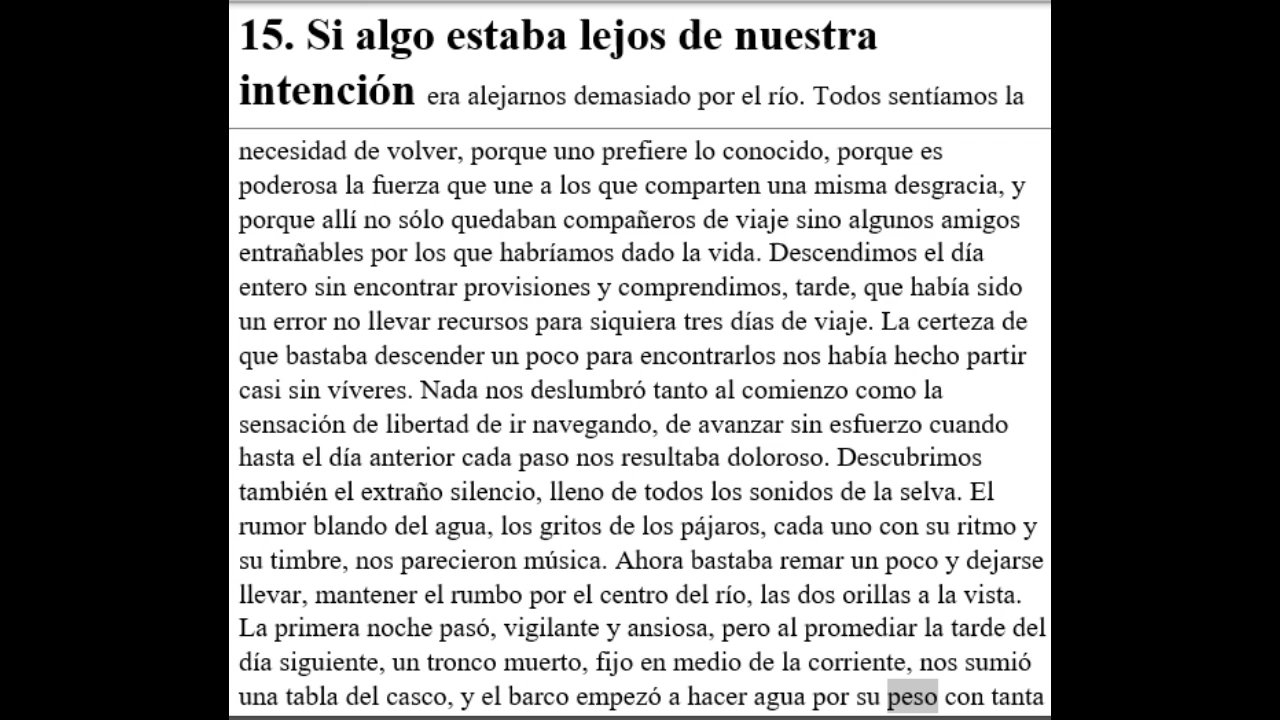 15. Si algo estaba lejos de nuestra
intención era alejarnos demasiado por el río. Todos sentíamos la
necesidad de volver, porque uno prefiere lo conocido, porque es
poderosa la fuerza que une a los que comparten una misma desgracia, y
porque allí no sólo quedaban compañeros de viaje sino algunos amigos
entrañables por los que habríamos dado la vida. Descendimos el día
entero sin encontrar provisiones y comprendimos, tarde, que había sido
un error no llevar recursos para siquiera tres días de viaje. La certeza de
que bastaba descender un poco para encontrarlos nos había hecho partir
casi sin víveres. Nada nos deslumbró tanto al comienzo como la
sensación de libertad de ir navegando, de avanzar sin esfuerzo cuando
hasta el día anterior cada paso nos resultaba doloroso. Descubrimos
también el extraño silencio, lleno de todos los sonidos de la selva. El
rumor blando del agua, los gritos de los pájaros, cada uno con su ritmo y
su timbre, nos parecieron música. Ahora bastaba remar un poco y dejarse
llevar, mantener el rumbo por el centro del río, las dos orillas a la vista.
La primera noche pasó, vigilante y ansiosa, pero al promediar la tarde del
día siguiente, un tronco muerto, fijo en medio de la corriente, nos sumió
una tabla del casco, y el barco empezó a hacer agua por su peso con tanta